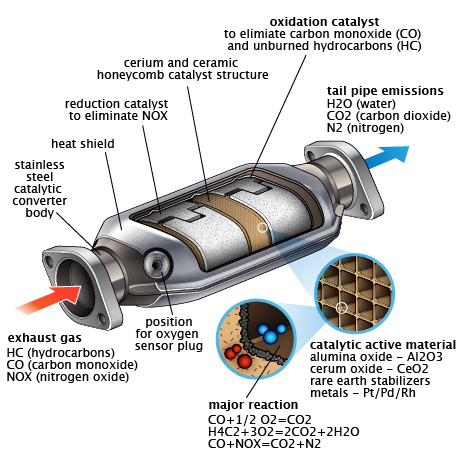 oxidation catalyst
to elimiate carbon monoxide (CO)
and unburned hydrocarbons (HC)
cerium and ceramic
honeycomb catalyst structure
reduction catalyst
to eliminate NOX
heat shield
stainless
steel
catalytic
converter
body
tail pipe emissions
H2O (water)
CO2 (carbon dioxide)
N2 (nitrogen)
exhaust gas
HC (hydrocarbons)
CO (carbon monoxide)
NOX (nitrogen oxide)
position
for oxygen
sensor plug
catalytic active material
alumina oxide – Al2O3
cerum oxide – CeO2
rare earth stabilizers
metals – Pt/Pd/Rh
major reaction
CO+1/2 O2=CO2
H4C2+3O2=2CO2+2H2O
CO+NOX=CO2+N2